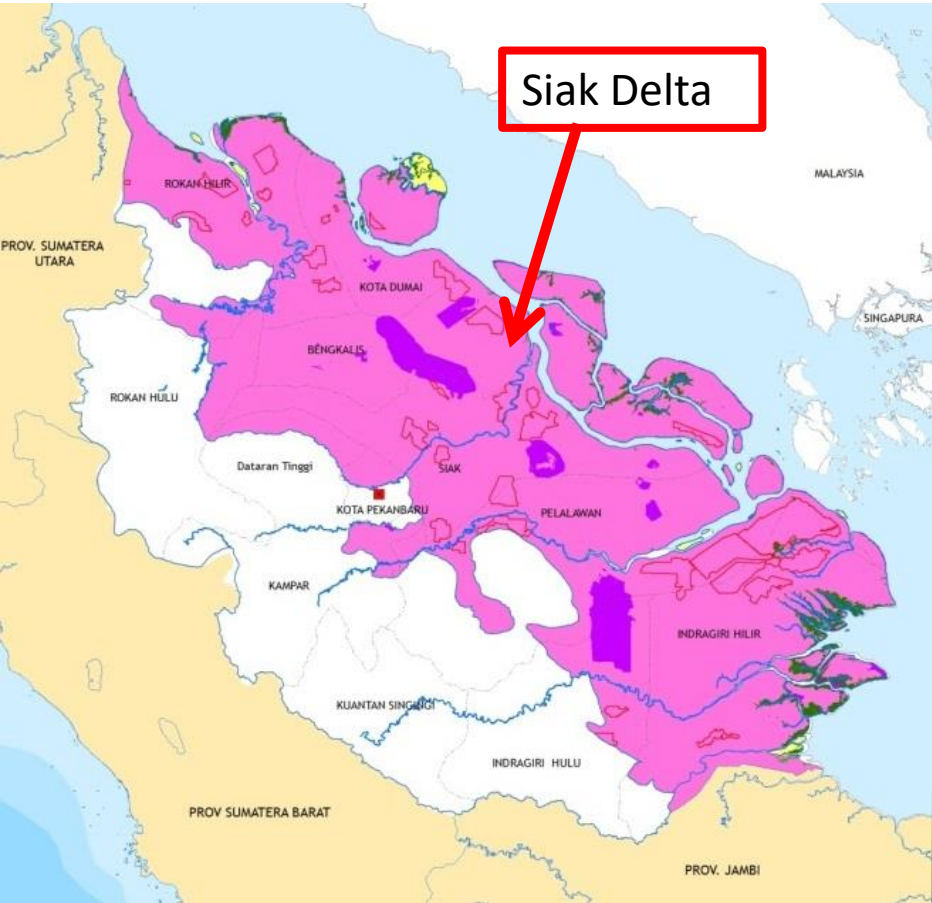 Siak Delta
MALAYSIA
ROKAN HILIR
PROV. SUMATERA
UTARA
KOTA DUMAI
SINGAPURA
BENGKALIS
ROKAN HULU
Dataran Tinggi
SIAK
KOTA PEKANBARU
PELALAWAN
KAMPAR
INDRAGIRI HILIR
KUANTAN SINGINGI
INDRAGIRI HULU
PROV SUMATERA BARAT
PROV. JAMBI